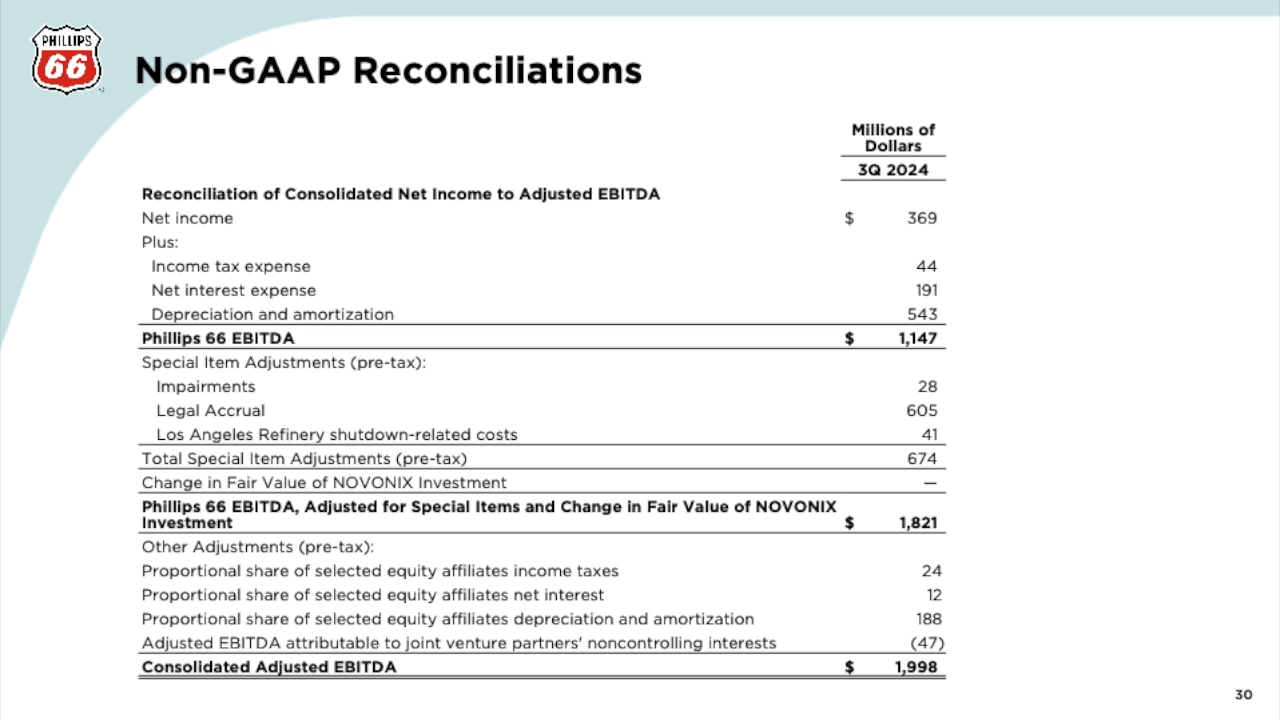 PHILLIPS
66
Non-GAAP Reconciliations
Millions of
Dollars
3Q 2024
Reconciliation of Consolidated Net Income to Adjusted EBITDA
Net income $ 369
Plus:
Income tax expense 44
Net interest expense 191
Depreciation and amortization 543
Phillips 66 EBITDA $ 1,147
Special Item Adjustments (pre-tax):
Impairments 28
Legal Accrual 605
Los Angeles Refinery shutdown-related costs 41
Total Special Item Adjustments (pre-tax) 674
Change in Fair Value of NOVONIX Investment —
Phillips 66 EBITDA, Adjusted for Special Items and Change in Fair Value of NOVONIX
Investment $ 1,821
Other Adjustments (pre-tax):
Proportional share of selected equity affiliates income taxes 24
Proportional share of selected equity affiliates net interest 12
Proportional share of selected equity affiliates depreciation and amortization 188
Adjusted EBITDA attributable to joint venture partners' noncontrolling interests (47)
Consolidated Adjusted EBITDA $ 1,998
30